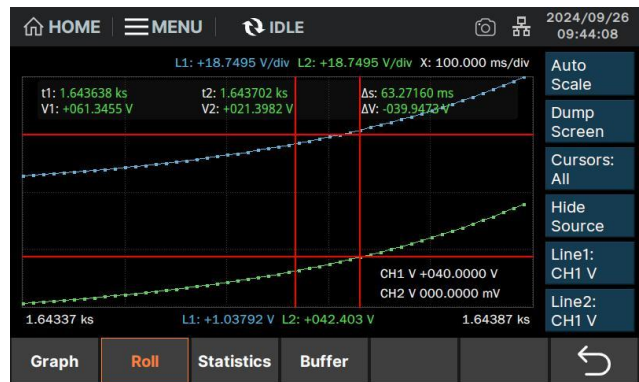 HOME MENU IDLE 2024/09/26
09:44:08
L1: +18.7495 V/div L2: +18.7495 V/div X: 100.000 ms/div
t1: 1.643638 ks t2: 1.643702 ks Δs: 63.27160 ms
V1: +061.3455 V V2: +021.3982 V ΔV: -039.9473 V
CH1 V +040.0000 V
CH2 V 000.0000 mV
1.64337 ks L1: +1.03792 V L2: +042.403 V 1.64387 ks
Auto
Scale
Dump
Screen
Cursors:
All
Hide
Source
Line1:
CH1 V
Line2:
CH1 V
Graph Roll Statistics Buffer